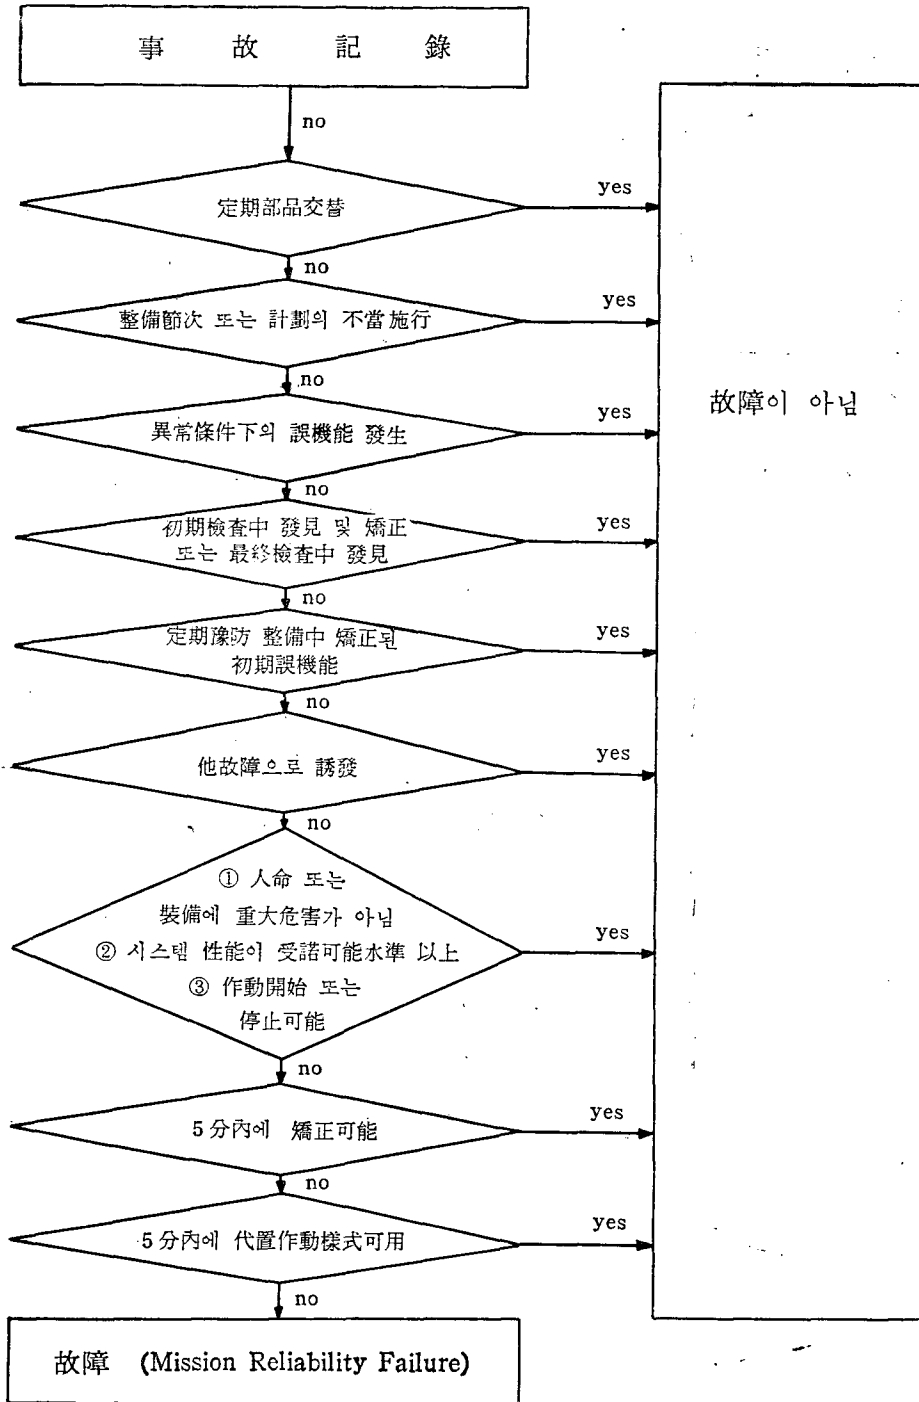 事 故 記 錄
no
定期部品交替
yes
no
整備節次 또는 計劃의 不當施行
yes
no
異常條件下의 誤機能 發生
yes
no
初期檢査中 發見 및 矯正
또는 最終檢査中 發見
yes
no
定期豫防 整備中 矯正된
初期誤機能
yes
no
他故障으로 誘發
yes
no
① 人命 또는
裝備에 重大危害가 아님
② 시스템 性能이 受諾可能水準 以上
③ 作動開始 또는
停止可能
yes
no
5分內에 矯正可能
yes
no
5分內에 代置作動樣式可用
yes
no
故障 (Mission Reliability Failure)
故障이 아님